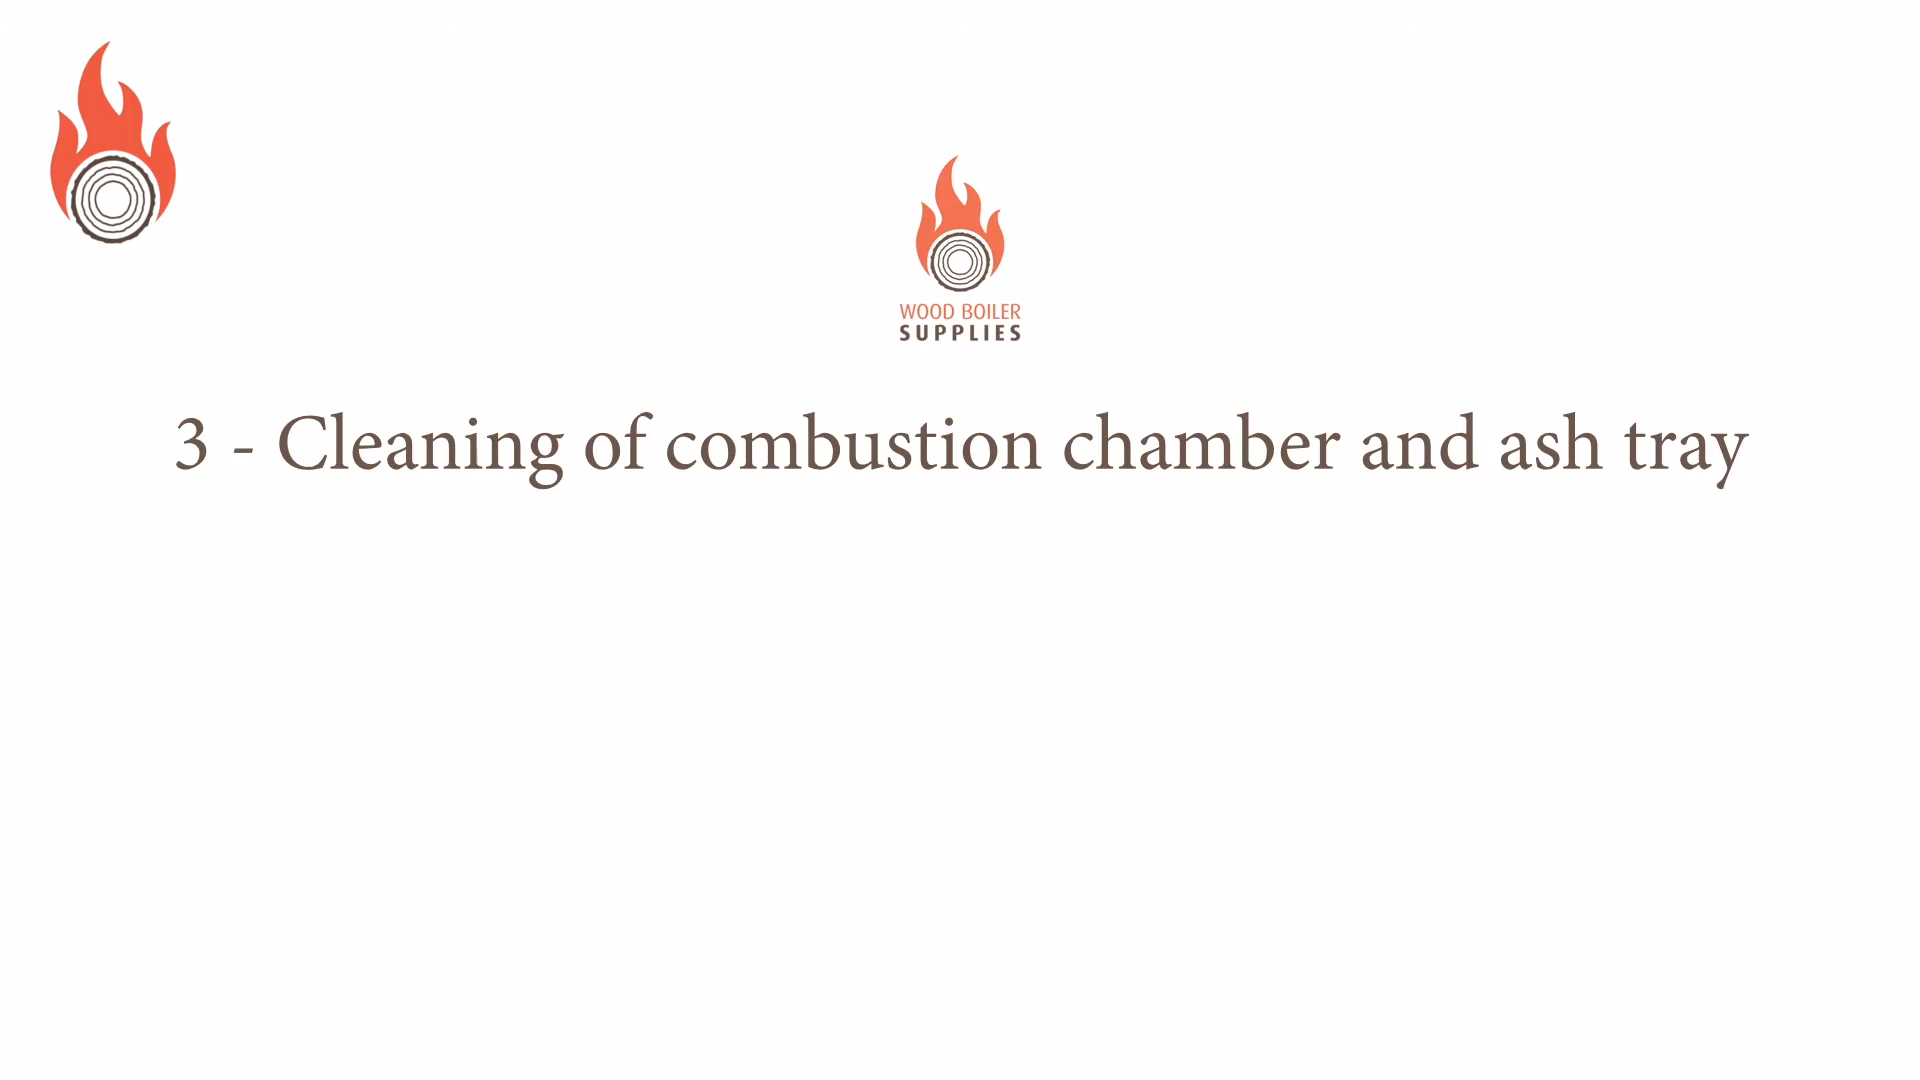 WOOD BOILER
SUPPLIES
3 - Cleaning of combustion chamber and ash tray